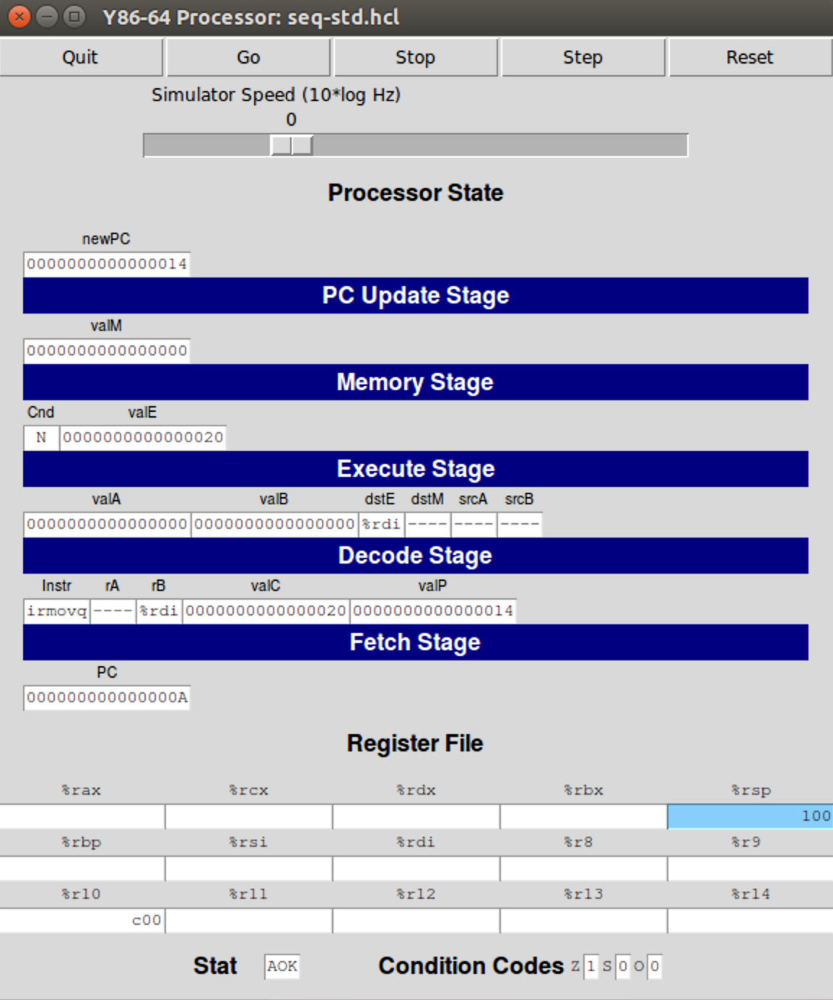 Y86-64 Processor: seq-std.hcl
Quit Go Stop Step Reset
Simulator Speed (10*log Hz)
0
Processor State
newPC
0000000000000014
PC Update Stage
valM
0000000000000000
Memory Stage
Cnd valE
N 0000000000000020
Execute Stage
valA valB dstE dstM srcA srcB
0000000000000000 0000000000000000 %rdi ---- ---- ----
Decode Stage
Instr rA rB valC valP
irmovq ---- %rdi 0000000000000020 0000000000000014
Fetch Stage
PC
000000000000000A
Register File
%rax %rcx %rdx %rbx %rsp
100
%rbp %rsi %rdi %r8 %r9
%r10 %r11 %r12 %r13 %r14
c00
Stat AOK Condition Codes Z 1 S 0 O 0